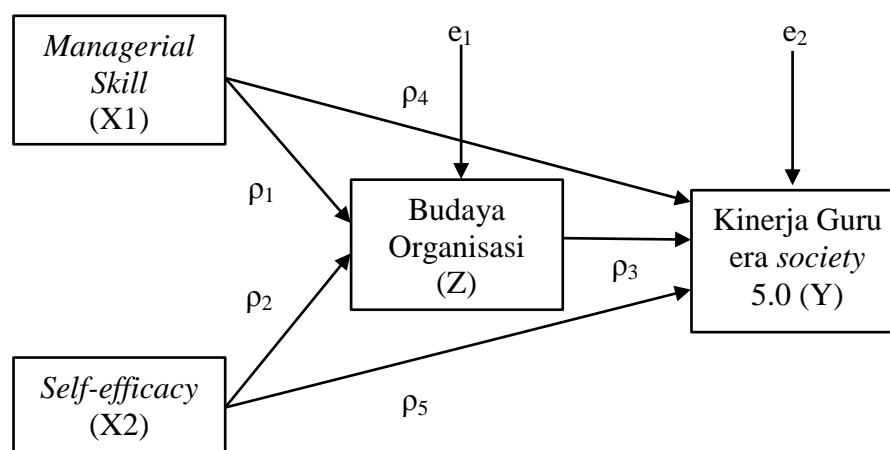 Managerial
Skill
(X1)
e₁
e₂
ρ₄
ρ₁
Budaya
Organisasi
(Z)
Kinerja Guru
era society
5.0 (Y)
ρ₃
ρ₂
Self-efficacy
(X2)
ρ₅